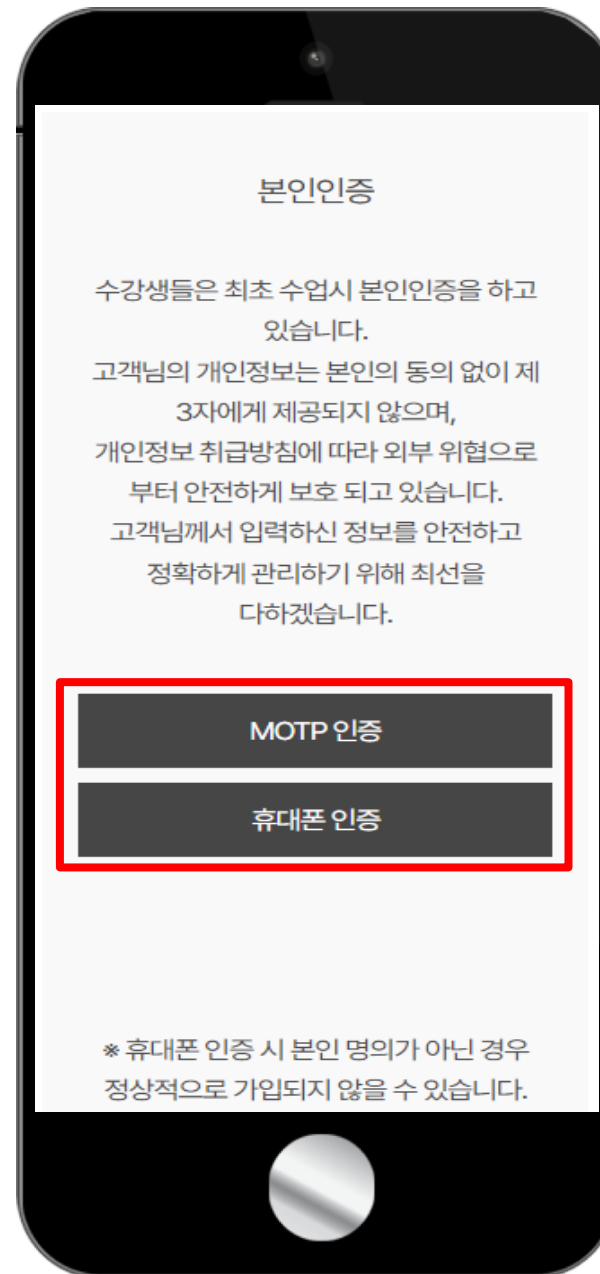 본인인증
수강생들은 최초 수업시 본인인증을 하고
있습니다.
고객님의 개인정보는 본인의 동의 없이 제
3자에게 제공되지 않으며,
개인정보 취급방침에 따라 외부 위협으로
부터 안전하게 보호 되고 있습니다.
고객님께서 입력하신 정보를 안전하고
정확하게 관리하기 위해 최선을
다하겠습니다.
MOTP 인증
휴대폰 인증
※ 휴대폰 인증 시 본인 명의가 아닌 경우
정상적으로 가입되지 않을 수 있습니다.